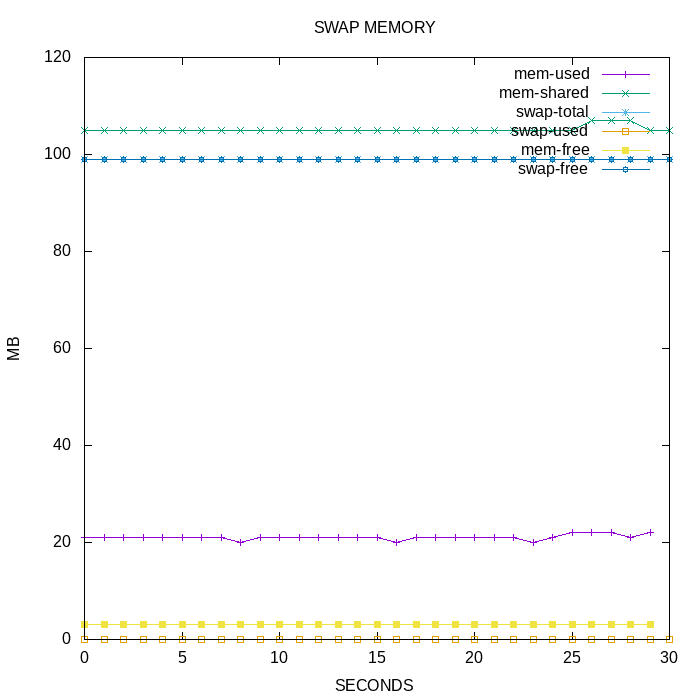 SWAP MEMORY
120
mem-used
mem-shared
swap-total
swap-used
mem-free
swap-free
100
80
60
40
20
0
MB
0 5 10 15 20 25 30
SECONDS